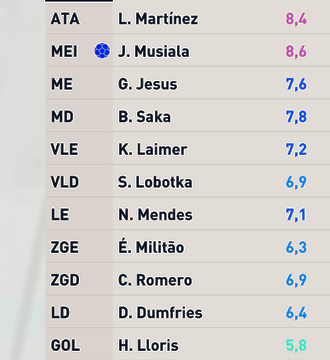 ATA L. Martínez 8,4
MEI J. Musiala 8,6
ME G. Jesus 7,6
MD B. Saka 7,8
VLE K. Laimer 7,2
VLD S. Lobotka 6,9
LE N. Mendes 7,1
ZGE É. Militão 6,3
ZGD C. Romero 6,9
LD D. Dumfries 6,4
GOL H. Lloris 5,8